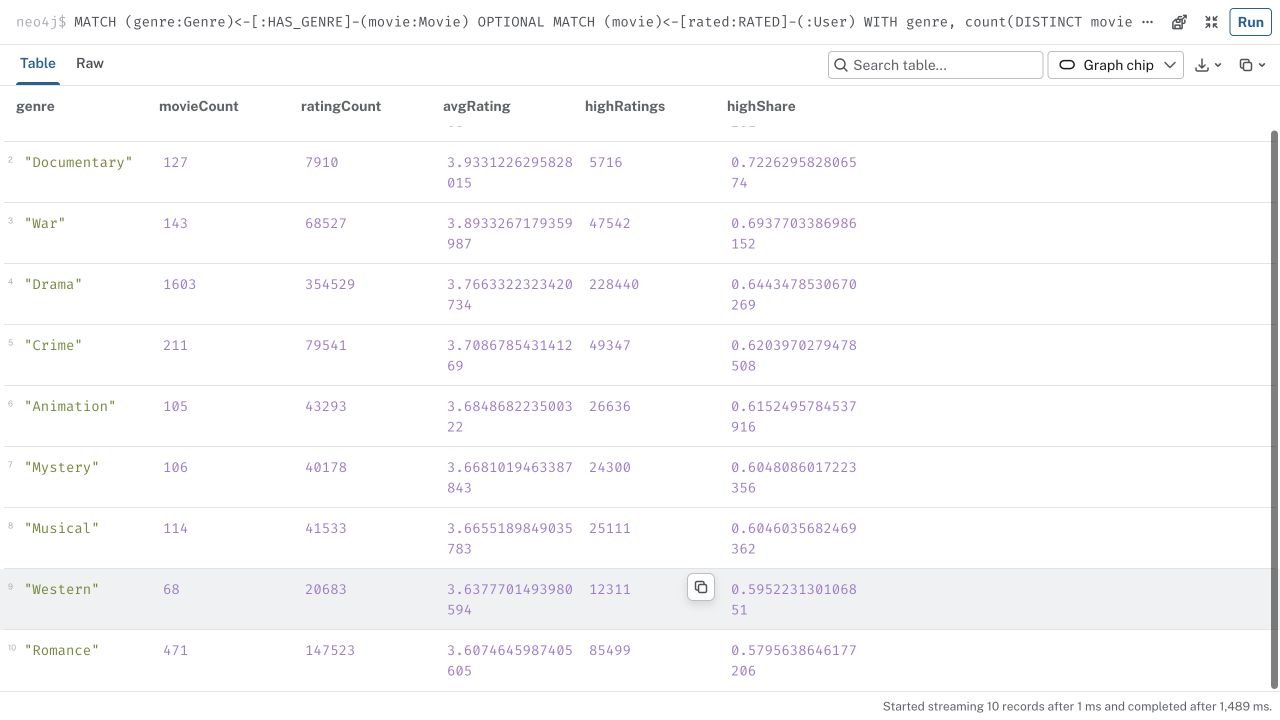 neo4j$ MATCH (genre:Genre)<-[:HAS_GENRE]-(movie:Movie) OPTIONAL MATCH (movie)<-[rated:RATED]-(:User) WITH genre, count(DISTINCT movie ··· Run
Table Raw
Search table... Graph chip
genre movieCount ratingCount avgRating highRatings highShare
2 "Documentary" 127 7910 3.9331226295828 5716 0.7226295828065
015 74
3 "War" 143 68527 3.8933267179359 47542 0.6937703386986
987 152
4 "Drama" 1603 354529 3.7663322323420 228440 0.6443478530670
734 269
5 "Crime" 211 79541 3.7086785431412 49347 0.6203970279478
69 508
6 "Animation" 105 43293 3.6848682235003 26636 0.6152495784537
22 916
7 "Mystery" 106 40178 3.6681019463387 24300 0.6048086017223
843 356
8 "Musical" 114 41533 3.6655189849035 25111 0.6046035682469
783 362
9 "Western" 68 20683 3.6377701493980 12311 0.5952231301068
594 51
10 "Romance" 471 147523 3.6074645987405 85499 0.5795638646177
605 206
Started streaming 10 records after 1 ms and completed after 1,489 ms.